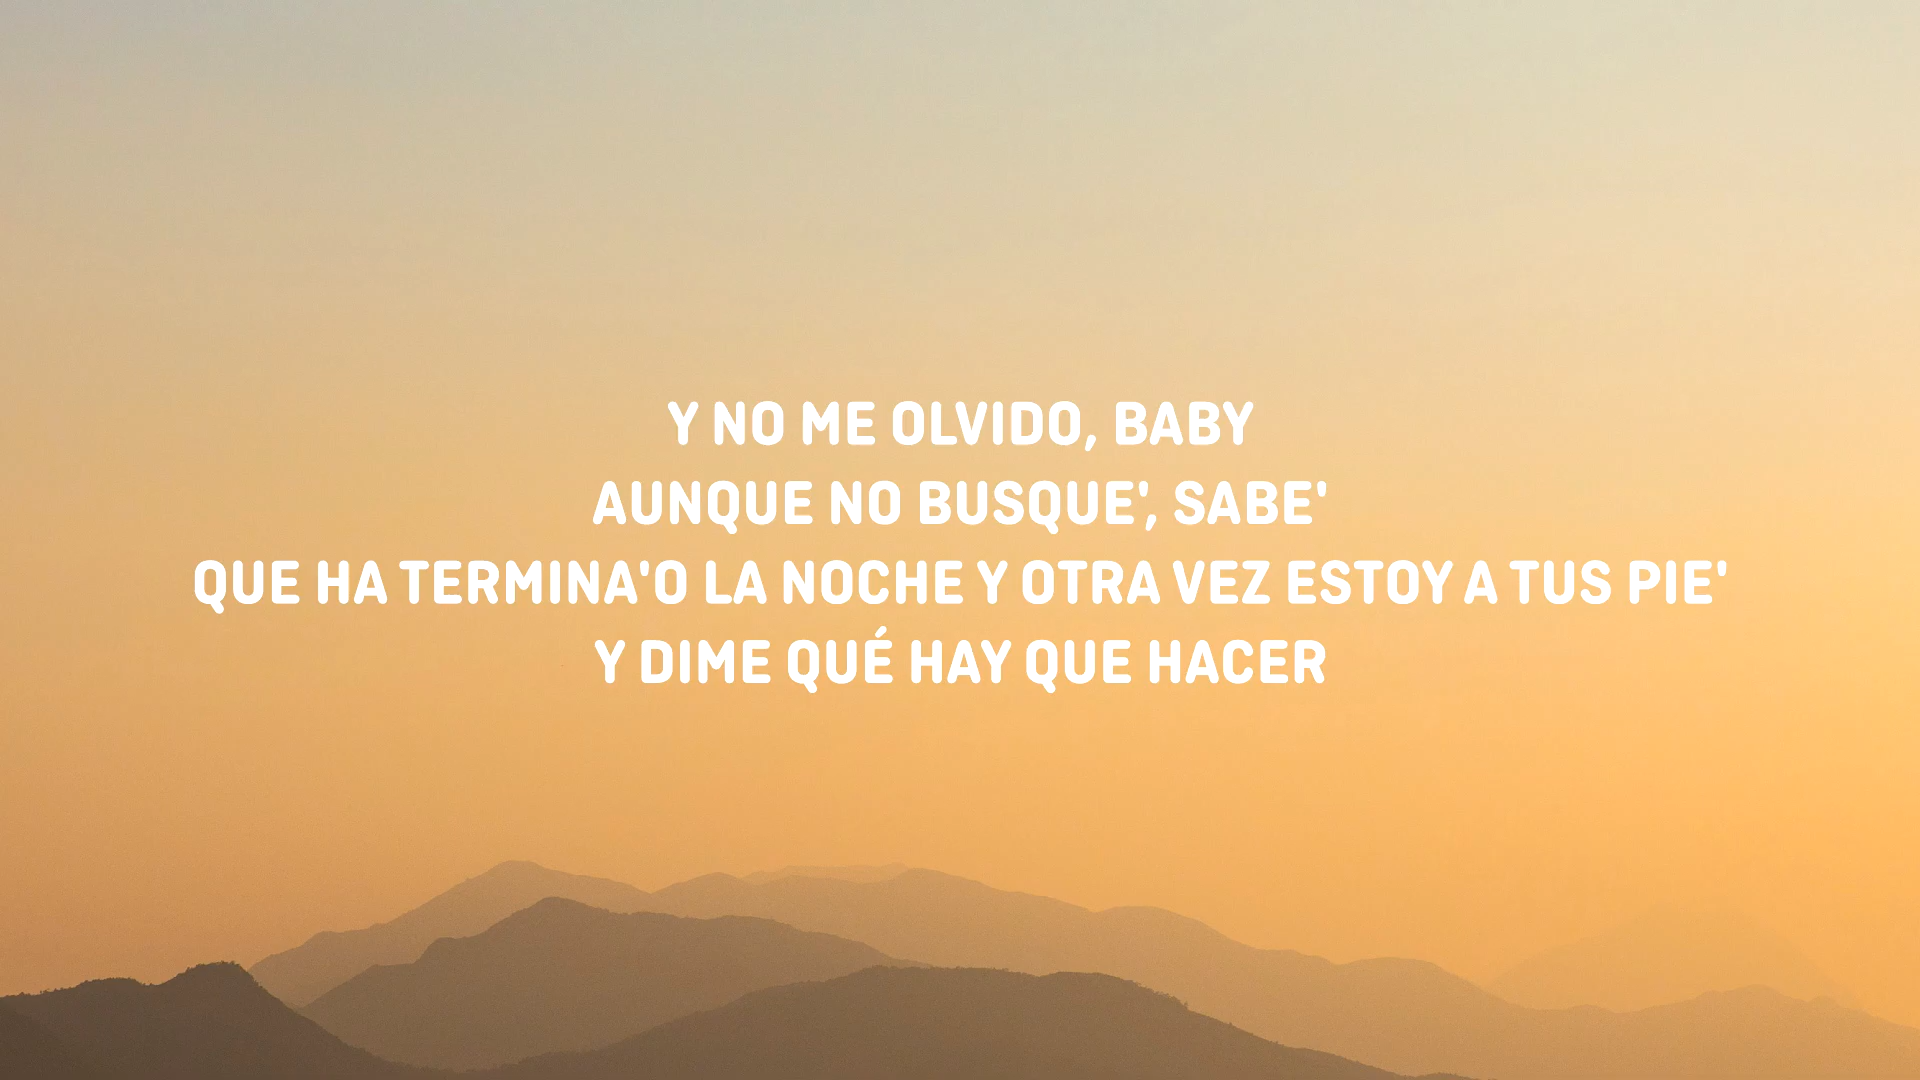 Y NO ME OLVIDO, BABY
AUNQUE NO BUSQUE', SABE'
QUE HA TERMINA'O LA NOCHE Y OTRA VEZ ESTOY A TUS PIE'
Y DIME QUÉ HAY QUE HACER